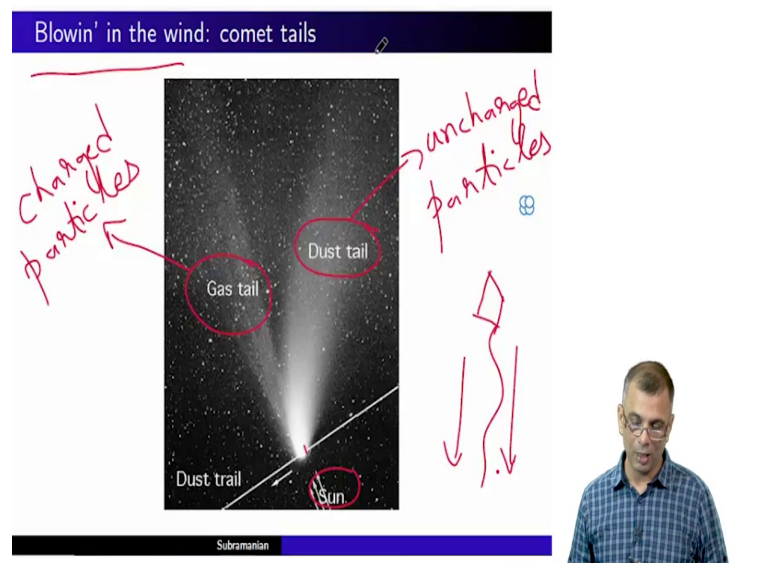 Blowin' in the wind: comet tails
charged
particles
uncharged
particles
Dust tail
Gas tail
Dust trail
Sun
Subramanian